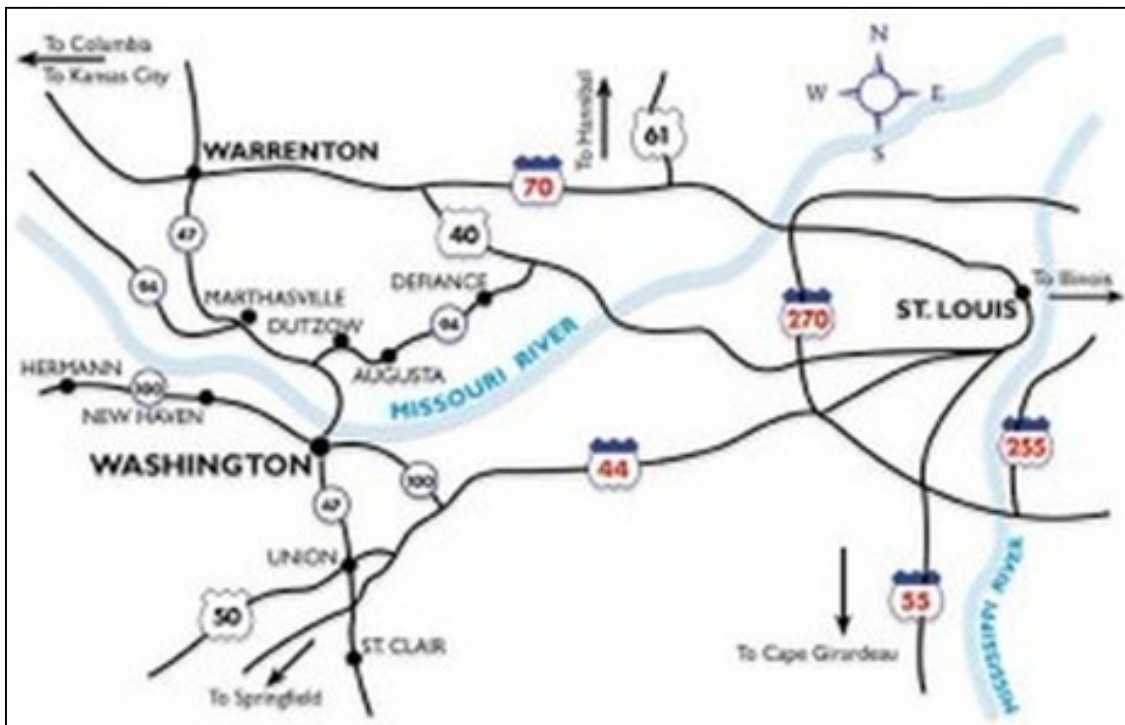 To Columbia
To Kansas City
N
W E
S
To Hannibal
61
WARRENTON
70
47
40
94
MARTHASVILLE
DEFIANCE
To Illinois
ST. LOUIS
DUTZOW
94
270
AUGUSTA
HERMANN
100
NEW HAVEN
MISSOURI RIVER
WASHINGTON
44
255
100
47
UNION
50
55
MISSISSIPPI RIVER
ST. CLAIR
To Cape Girardeau
To Springfield